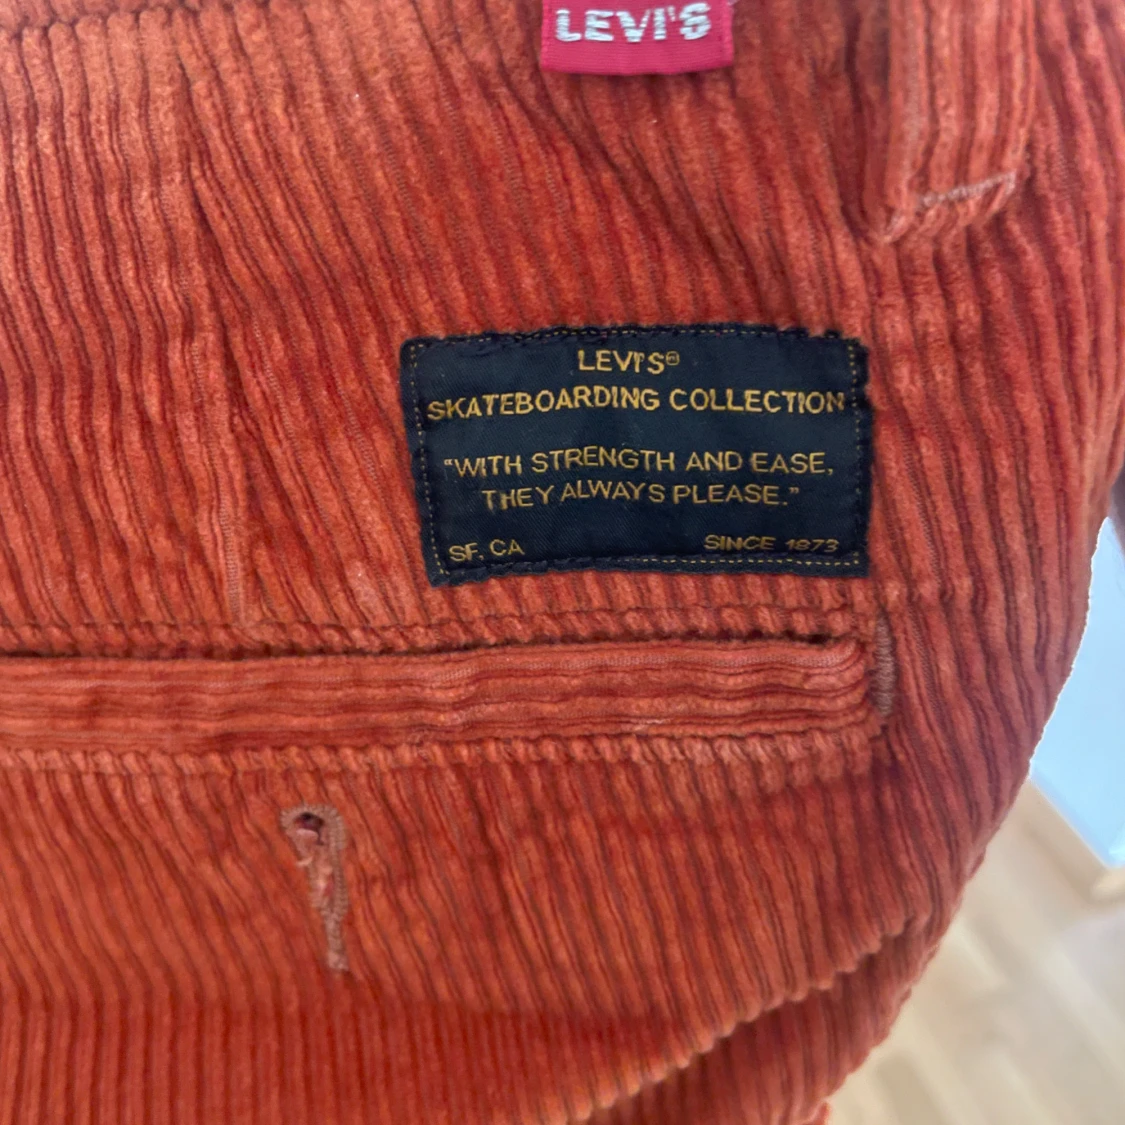 LEVI'S
LEVI'S®
SKATEBOARDING COLLECTION
"WITH STRENGTH AND EASE,
THEY ALWAYS PLEASE."
SF, CA SINCE 1873